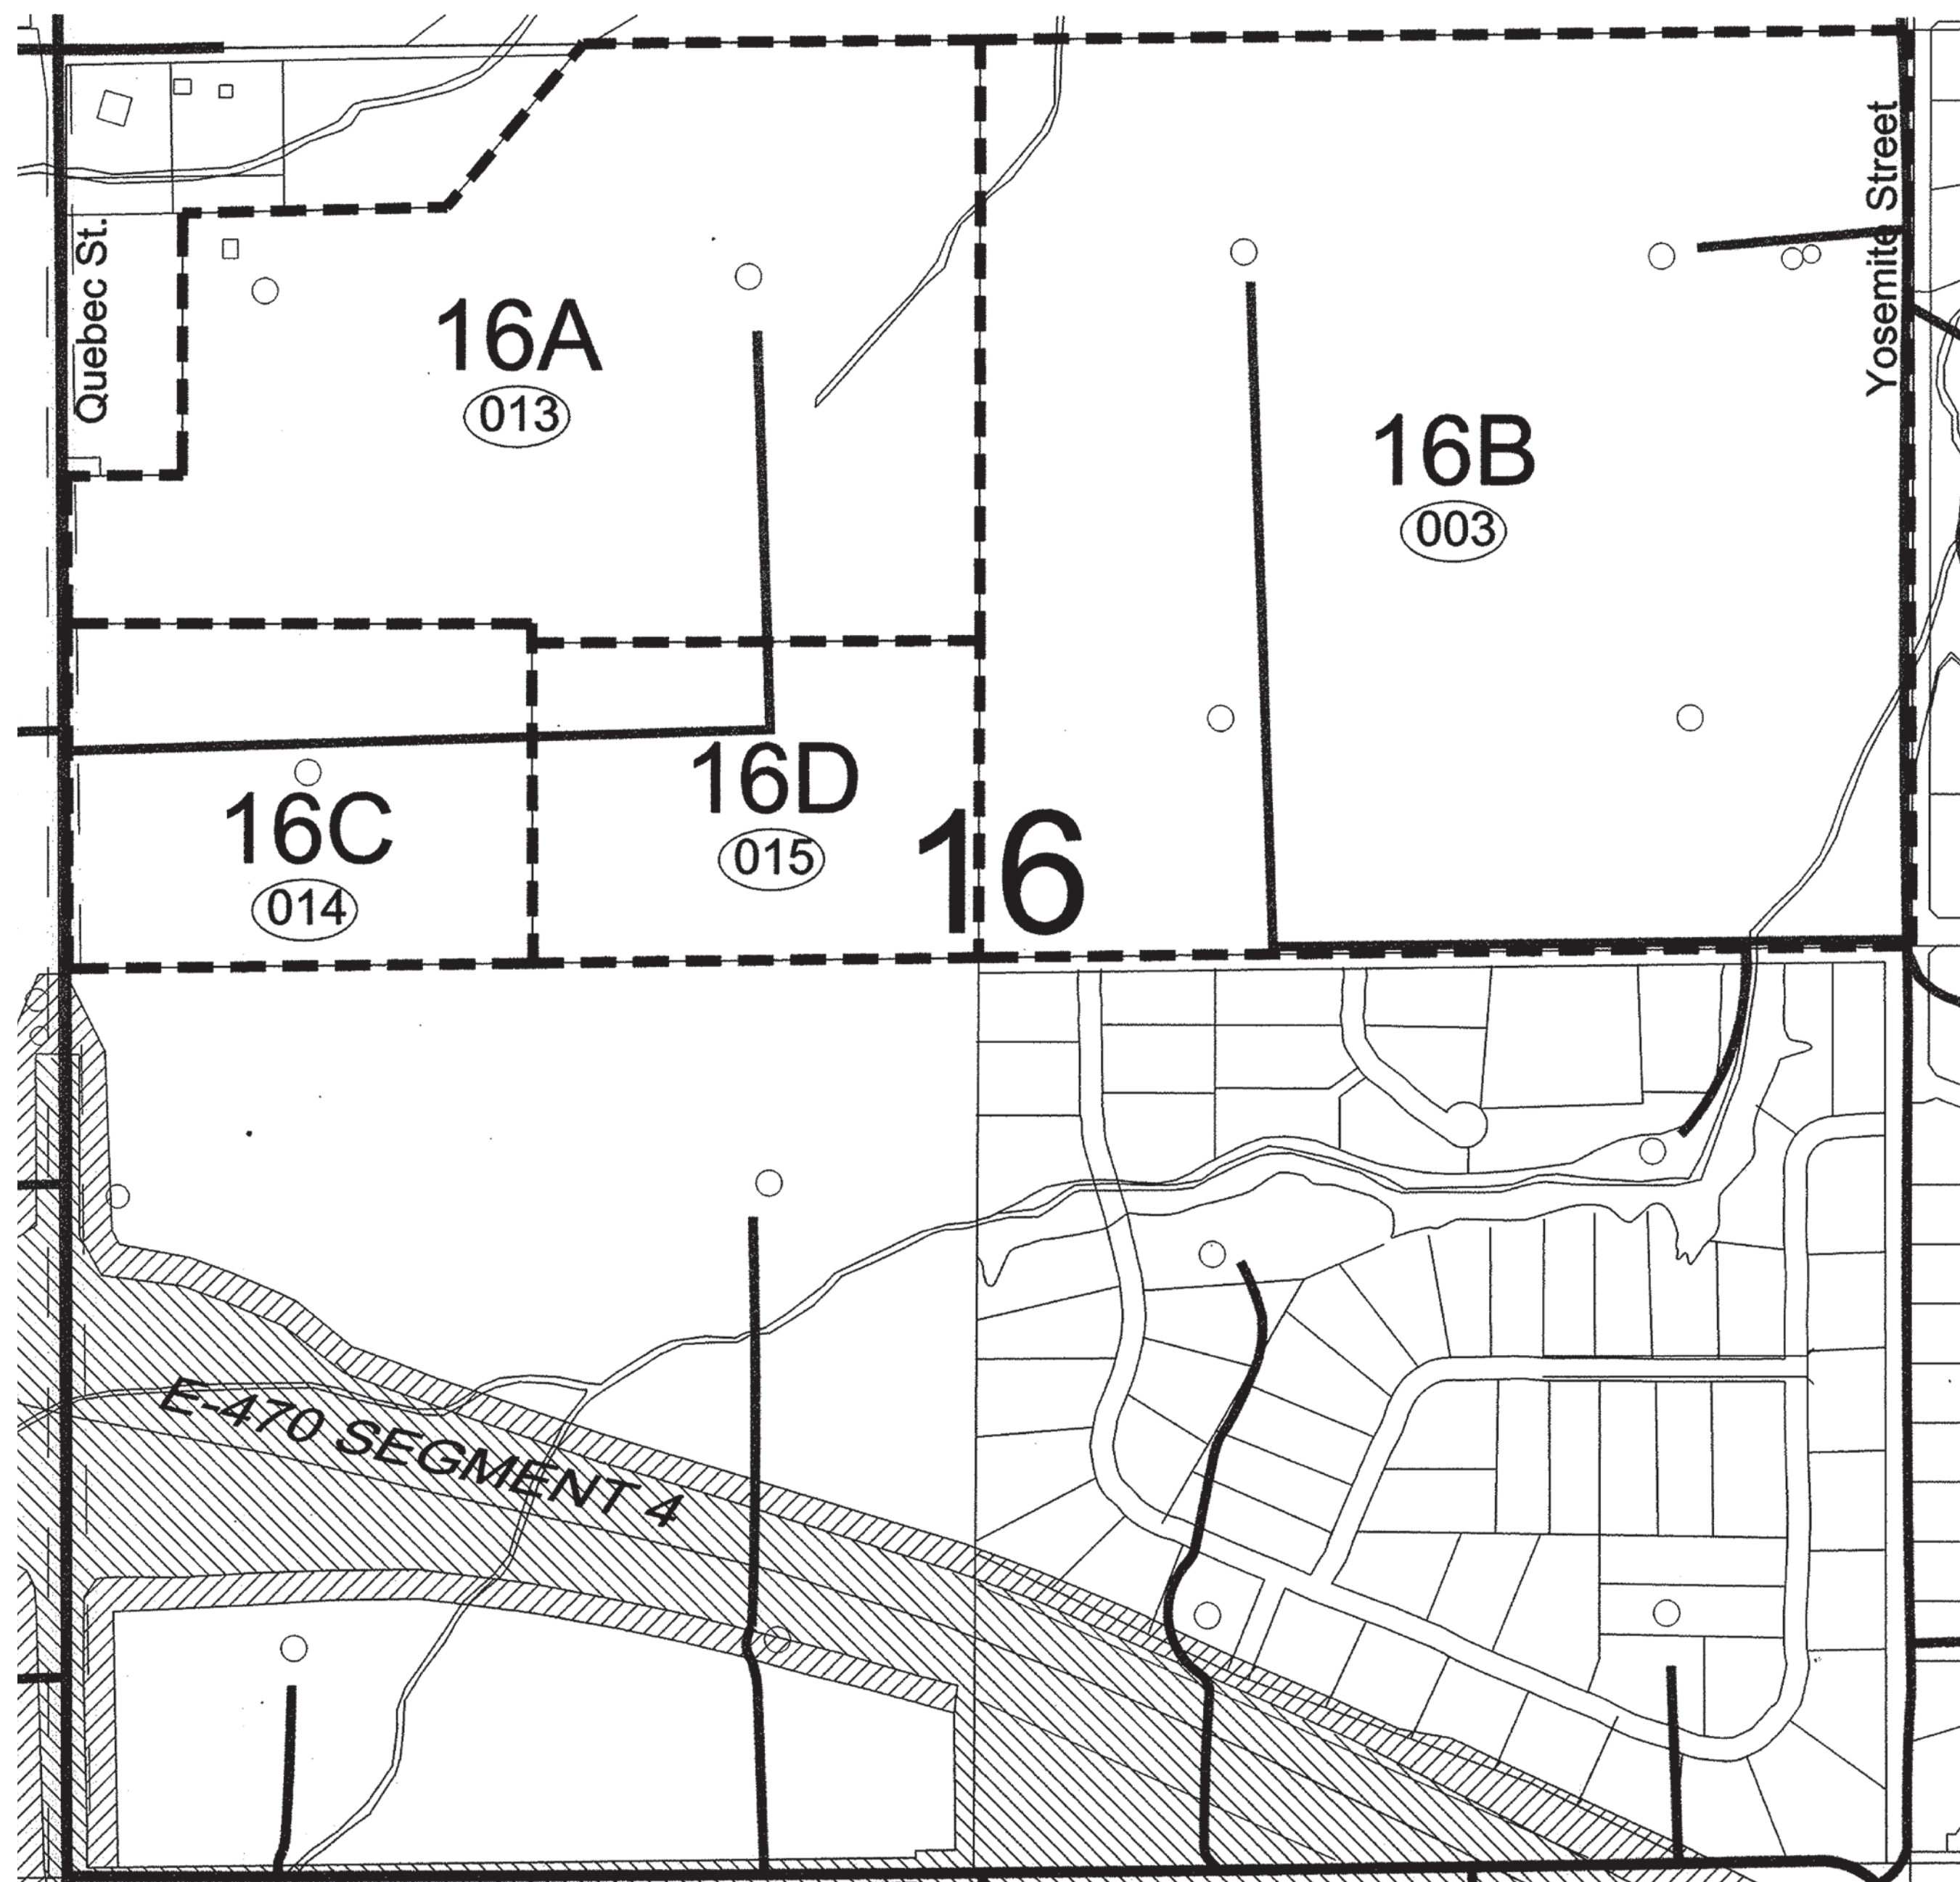 Quebec St.
Yosemite Street
16A
013
16B
003
16C
014
16D
015
16
E-470 SEGMENT 4